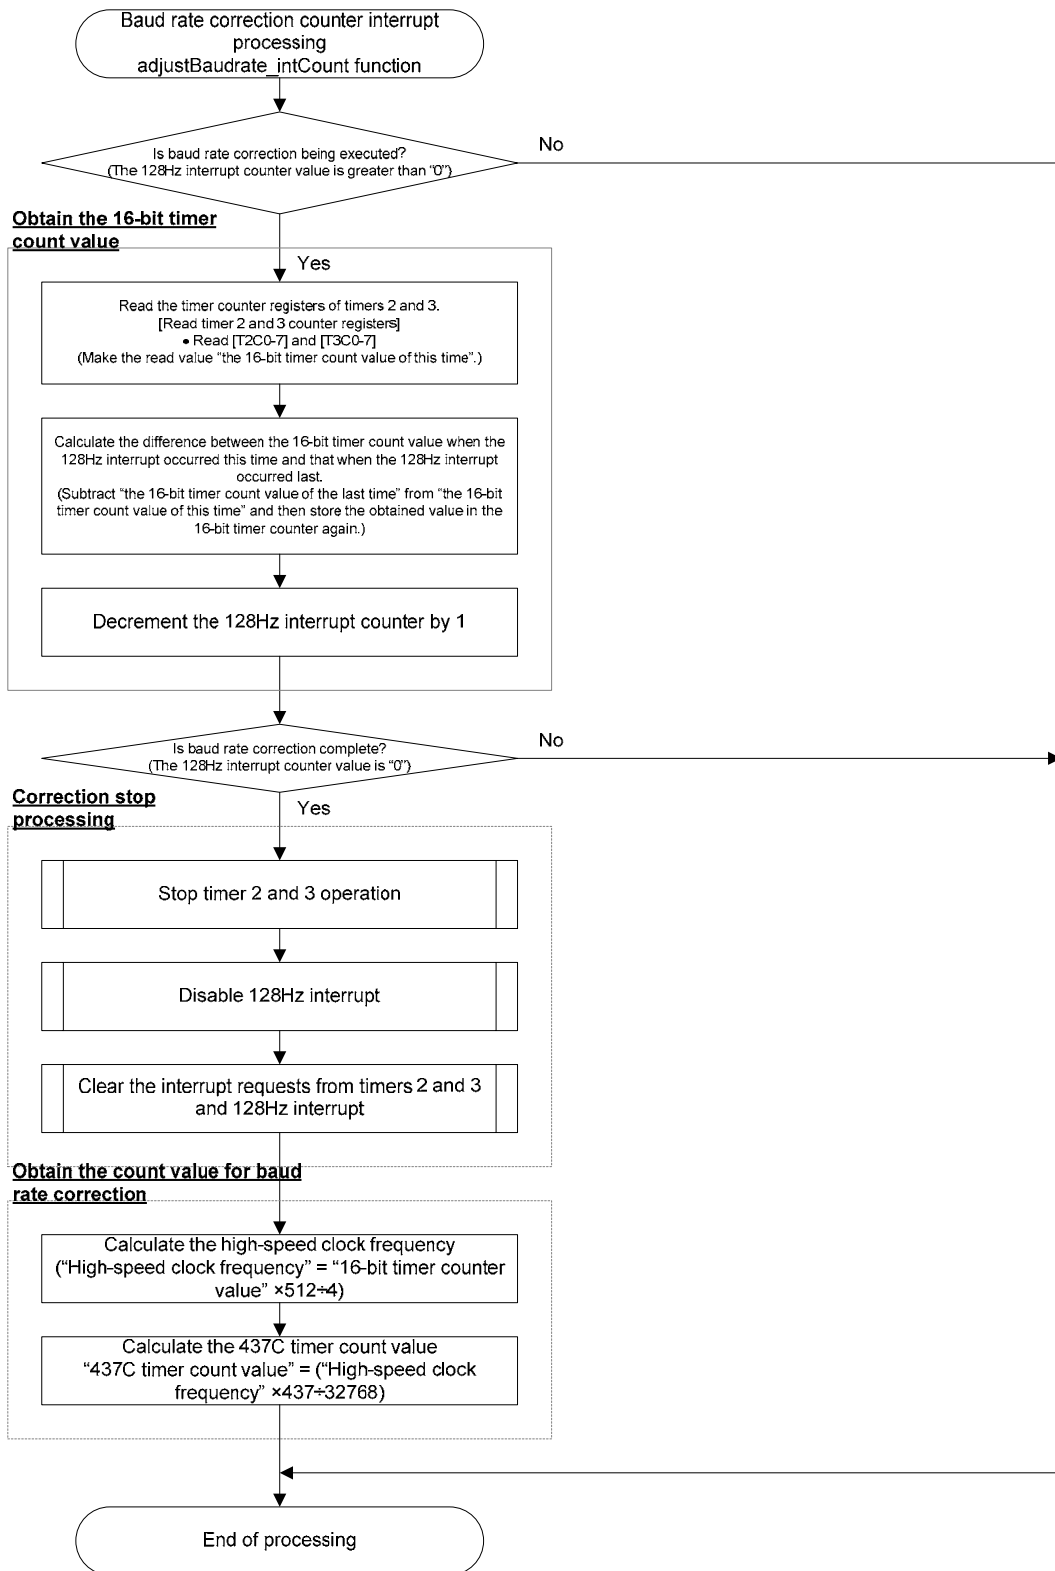 Baud rate correction counter interrupt
processing
adjustBaudrate_intCount function
Is baud rate correction being executed?
(The 128Hz interrupt counter value is greater than “0”)
No
Obtain the 16-bit timer
count value
Yes
Read the timer counter registers of timers 2 and 3.
[Read timer 2 and 3 counter registers]
• Read [T2C0-7] and [T3C0-7]
(Make the read value “the 16-bit timer count value of this time”.)
Calculate the difference between the 16-bit timer count value when the
128Hz interrupt occurred this time and that when the 128Hz interrupt
occurred last.
(Subtract “the 16-bit timer count value of the last time” from “the 16-bit
timer count value of this time” and then store the obtained value in the
16-bit timer counter again.)
Decrement the 128Hz interrupt counter by 1
Is baud rate correction complete?
(The 128Hz interrupt counter value is “0”)
No
Correction stop
processing
Yes
Stop timer 2 and 3 operation
Disable 128Hz interrupt
Clear the interrupt requests from timers 2 and 3
and 128Hz interrupt
Obtain the count value for baud
rate correction
Calculate the high-speed clock frequency
(“High-speed clock frequency” = “16-bit timer counter
value” ×512÷4)
Calculate the 437C timer count value
“437C timer count value” = (“High-speed clock
frequency” ×437÷32768)
End of processing